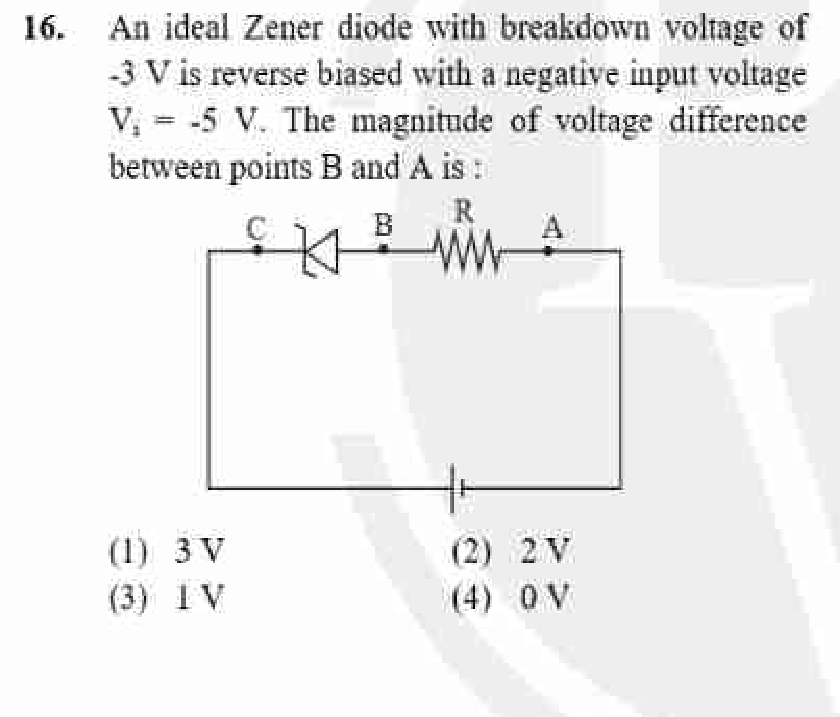 16. An ideal Zener diode with breakdown voltage of
-3 V is reverse biased with a negative input voltage
Vᵢ = -5 V. The magnitude of voltage difference
between points B and A is :
C B R A
(1) 3 V (2) 2 V
(3) 1 V (4) 0 V